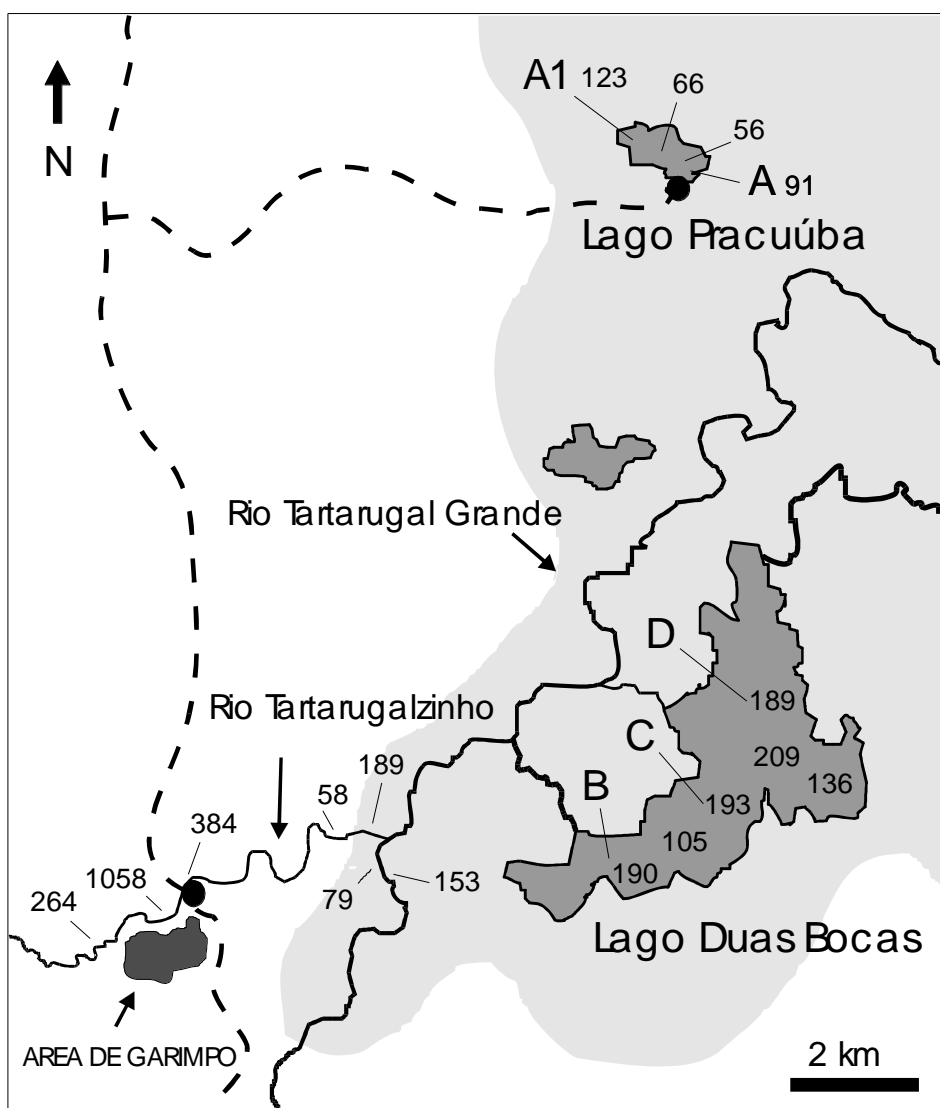 A1 123
66
56
N
A 91
Lago Pracuúba
Rio Tartarugal Grande
D
189
Rio Tartarugalzinho
C
209
189
136
58
B
193
384
105
1058
190
264
79
153
Lago Duas Bocas
AREA DE GARIMPO
2 km